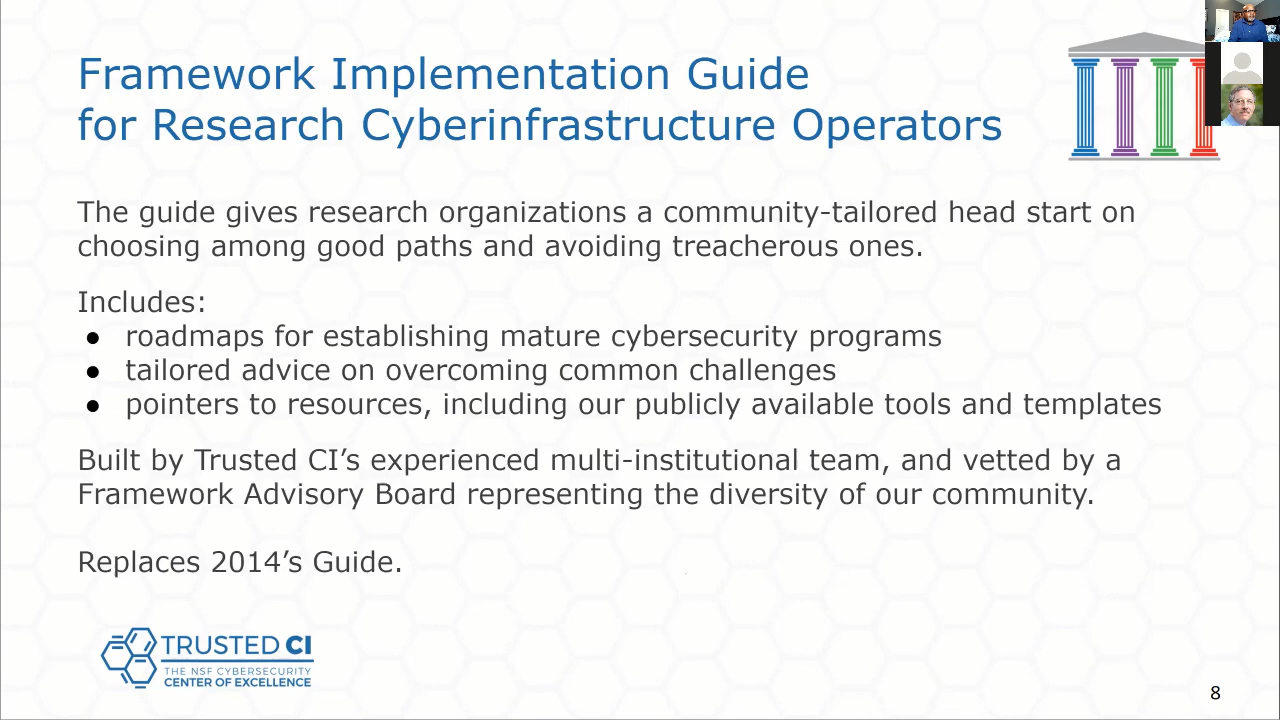 Framework Implementation Guide
for Research Cyberinfrastructure Operators
The guide gives research organizations a community-tailored head start on
choosing among good paths and avoiding treacherous ones.
Includes:
● roadmaps for establishing mature cybersecurity programs
● tailored advice on overcoming common challenges
● pointers to resources, including our publicly available tools and templates
Built by Trusted CI’s experienced multi-institutional team, and vetted by a
Framework Advisory Board representing the diversity of our community.
Replaces 2014’s Guide.
TRUSTED CI
THE NSF CYBERSECURITY
CENTER OF EXCELLENCE
8